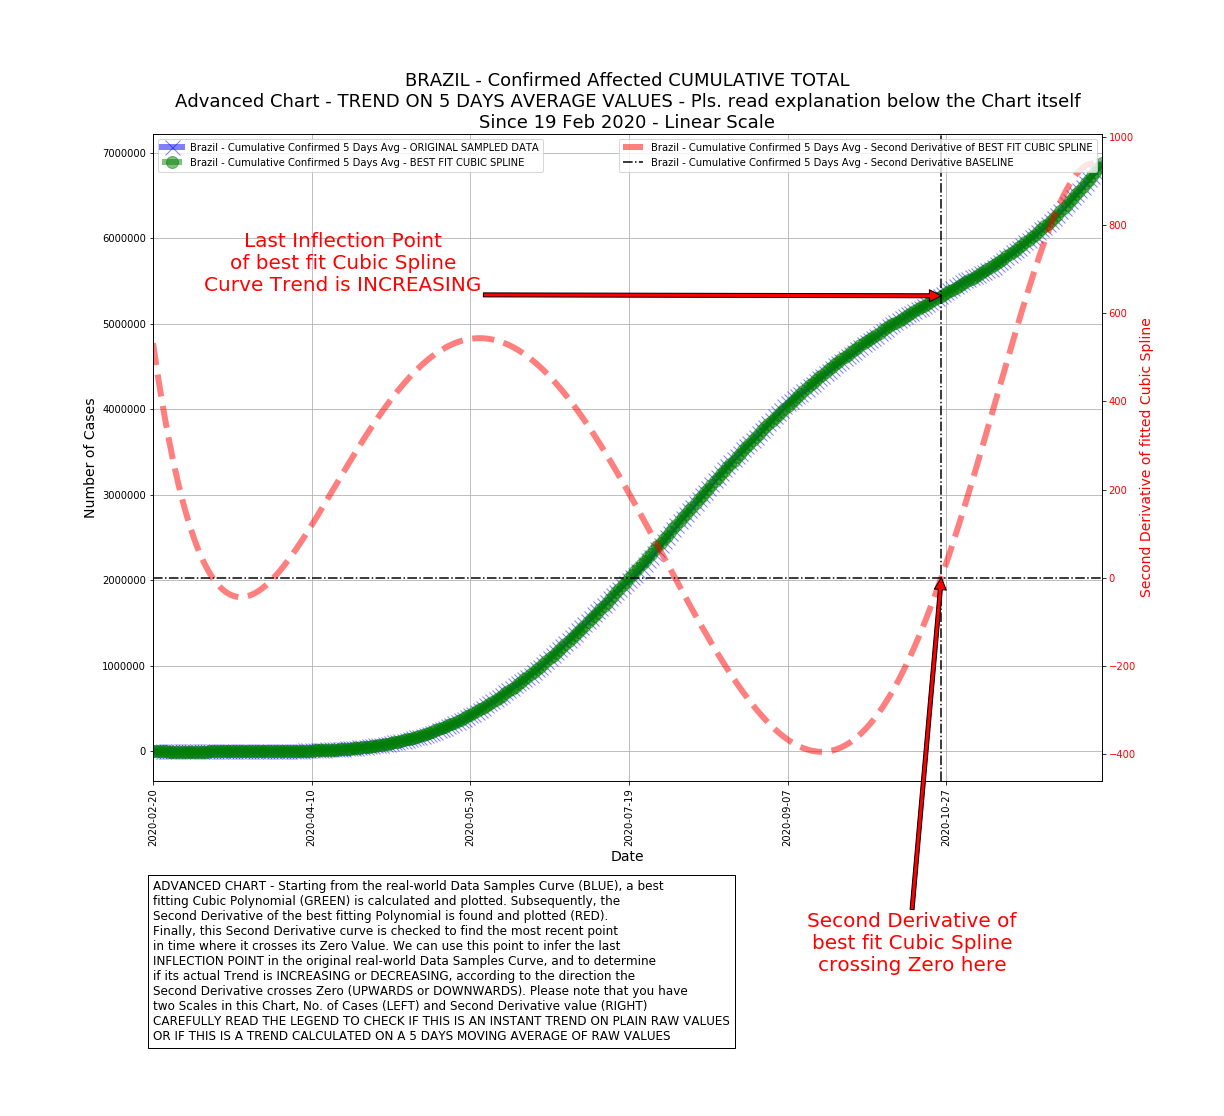 BRAZIL - Confirmed Affected CUMULATIVE TOTAL
Advanced Chart - TREND ON 5 DAYS AVERAGE VALUES - Pls. read explanation below the Chart itself
Since 19 Feb 2020 - Linear Scale
Brazil - Cumulative Confirmed 5 Days Avg - ORIGINAL SAMPLED DATA
Brazil - Cumulative Confirmed 5 Days Avg - BEST FIT CUBIC SPLINE
Brazil - Cumulative Confirmed 5 Days Avg - Second Derivative of BEST FIT CUBIC SPLINE
Brazil - Cumulative Confirmed 5 Days Avg - Second Derivative BASELINE
Last Inflection Point
of best fit Cubic Spline
Curve Trend is INCREASING
Number of Cases
7000000
6000000
5000000
4000000
3000000
2000000
1000000
0
1000
800
600
400
200
0
−200
−400
Second Derivative of fitted Cubic Spline
2020-02-20
2020-04-10
2020-05-30
2020-07-19
2020-09-07
2020-10-27
Date
Second Derivative of
best fit Cubic Spline
crossing Zero here
ADVANCED CHART - Starting from the real-world Data Samples Curve (BLUE), a best
fitting Cubic Polynomial (GREEN) is calculated and plotted. Subsequently, the
Second Derivative of the best fitting Polynomial is found and plotted (RED).
Finally, this Second Derivative curve is checked to find the most recent point
in time where it crosses its Zero Value. We can use this point to infer the last
INFLECTION POINT in the original real-world Data Samples Curve, and to determine
if its actual Trend is INCREASING or DECREASING, according to the direction the
Second Derivative crosses Zero (UPWARDS or DOWNWARDS). Please note that you have
two Scales in this Chart, No. of Cases (LEFT) and Second Derivative value (RIGHT)
CAREFULLY READ THE LEGEND TO CHECK IF THIS IS AN INSTANT TREND ON PLAIN RAW VALUES
OR IF THIS IS A TREND CALCULATED ON A 5 DAYS MOVING AVERAGE OF RAW VALUES